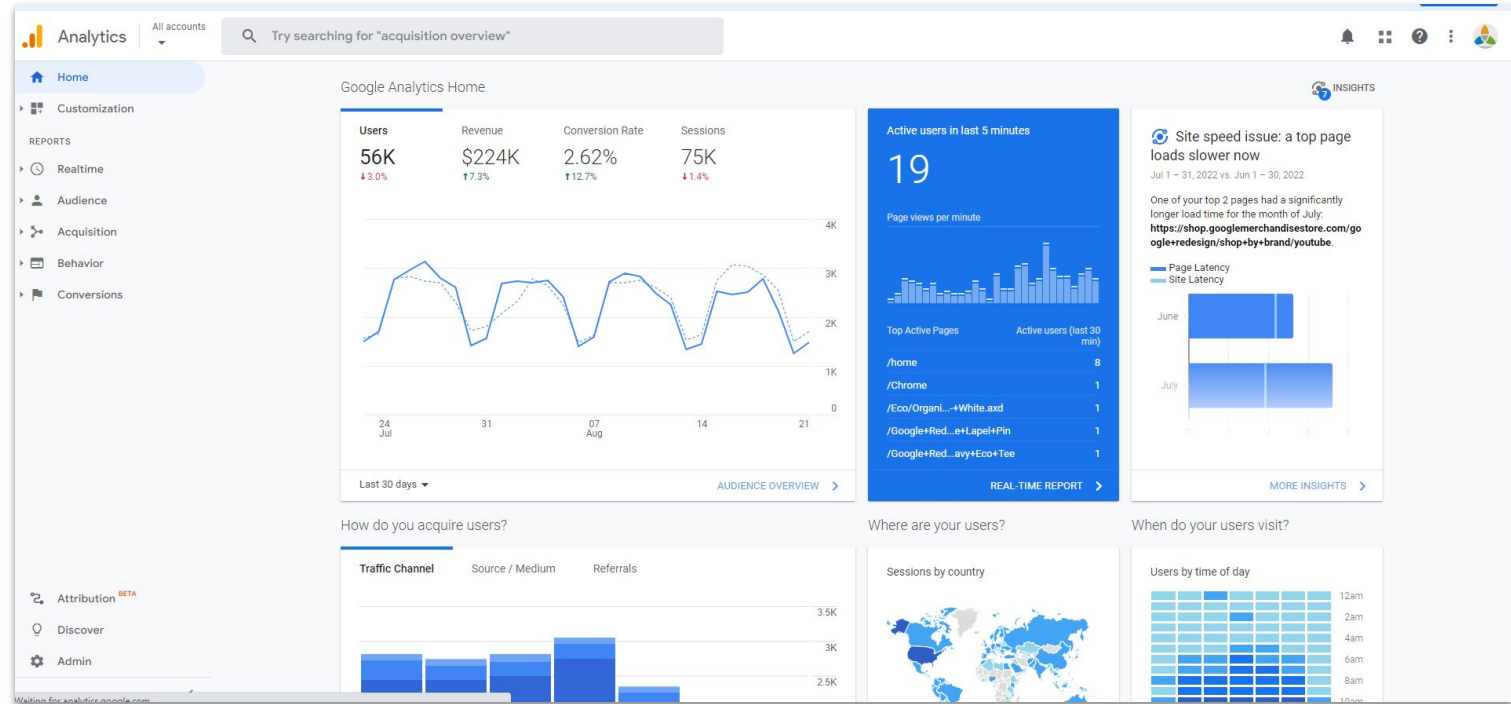 Analytics
All accounts
Try searching for "acquisition overview"
Home
Customization
REPORTS
Realtime
Audience
Acquisition
Behavior
Conversions
Attribution BETA
Discover
Admin
Google Analytics Home
7 INSIGHTS
Users Revenue Conversion Rate Sessions
56K $224K 2.62% 75K
3.0% 7.3% 12.7% 1.4%
4K
3K
2K
1K
0
24 31 07 14 21
Jul Aug
Last 30 days
AUDIENCE OVERVIEW
Active users in last 5 minutes
19
Page views per minute
Top Active Pages Active users (last 30
min)
/home 8
/Chrome 1
/Eco/Organi...-+White.axd 1
/Google+Red...e+Lapel+Pin 1
/Google+Red...avy+Eco+Tee 1
REAL-TIME REPORT
Site speed issue: a top page
loads slower now
Jul 1 – 31, 2022 vs. Jun 1 – 30, 2022
One of your top 2 pages had a significantly
longer load time for the month of July:
https://shop.googlemerchandisestore.com/go
ogle+redesign/shop+by+brand/youtube.
Page Latency
Site Latency
June
July
MORE INSIGHTS
How do you acquire users?
Traffic Channel Source / Medium Referrals
3.5K
3K
2.5K
Where are your users?
Sessions by country
When do your users visit?
Users by time of day
12am
2am
4am
6am
8am
10am
Waiting for analytics.google.com